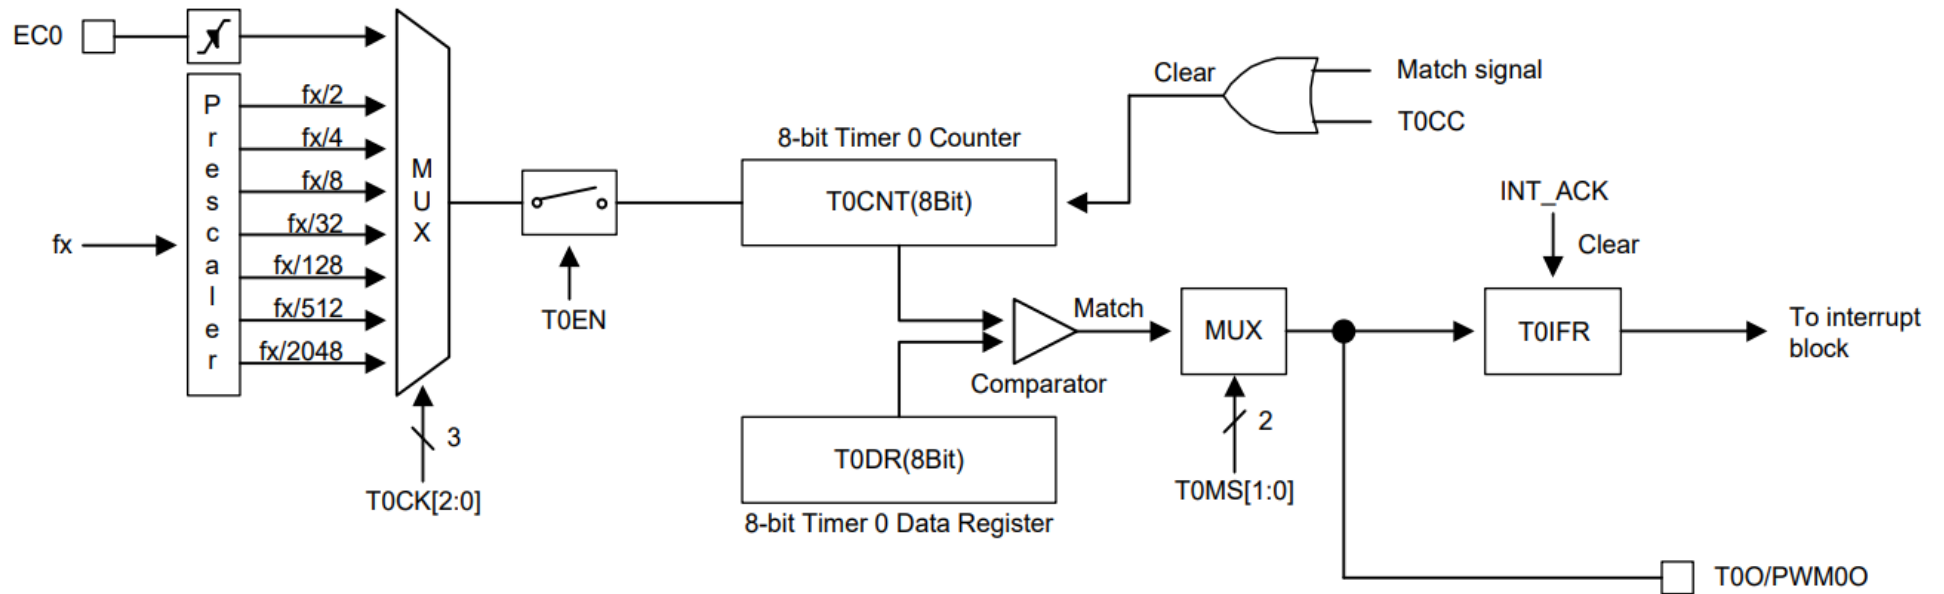 EC0
Prescaler
fx/2
fx/4
fx/8
fx/32
fx/128
fx/512
fx/2048
fx
MUX
3
T0CK[2:0]
T0EN
8-bit Timer 0 Counter
T0CNT(8Bit)
Clear
Match signal
T0CC
Comparator
Match
T0DR(8Bit)
8-bit Timer 0 Data Register
MUX
2
T0MS[1:0]
INT_ACK
Clear
T0IFR
To interrupt
block
T0O/PWM0O